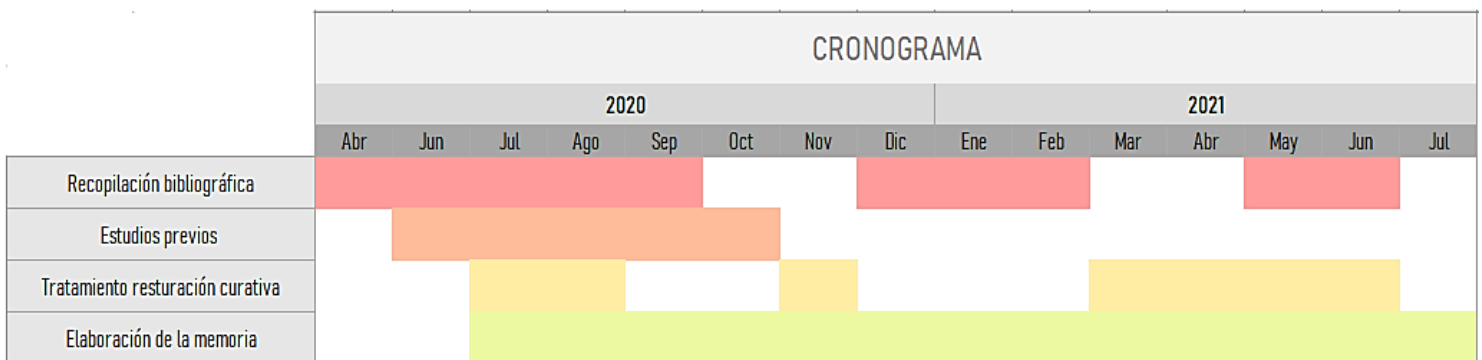 CRONOGRAMA
2020 2021
Abr Jun Jul Ago Sep Oct Nov Dic Ene Feb Mar Abr May Jun Jul
Recopilación bibliográfica
Estudios previos
Tratamiento resturación curativa
Elaboración de la memoria